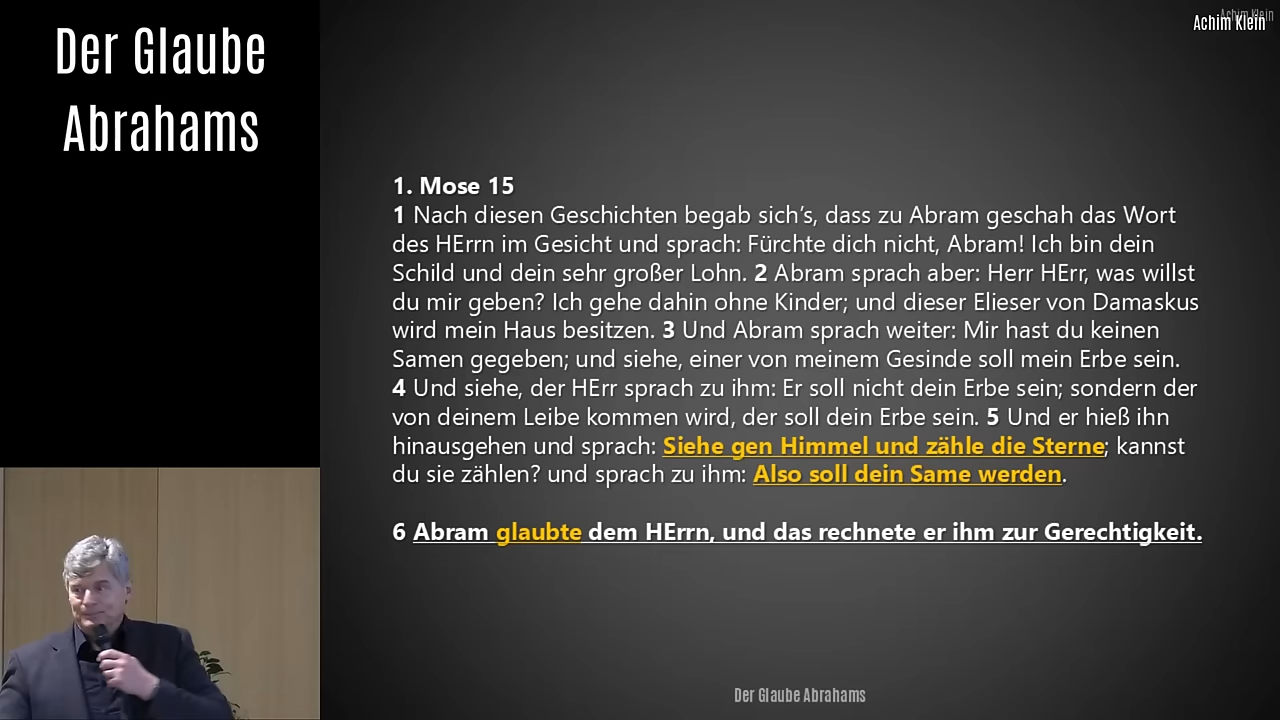 Der Glaube
Abrahams
Achim Klein
Achim Klein
1. Mose 15
1 Nach diesen Geschichten begab sich’s, dass zu Abram geschah das Wort
des HErrn im Gesicht und sprach: Fürchte dich nicht, Abram! Ich bin dein
Schild und dein sehr großer Lohn. 2 Abram sprach aber: Herr HErr, was willst
du mir geben? Ich gehe dahin ohne Kinder; und dieser Elieser von Damaskus
wird mein Haus besitzen. 3 Und Abram sprach weiter: Mir hast du keinen
Samen gegeben; und siehe, einer von meinem Gesinde soll mein Erbe sein.
4 Und siehe, der HErr sprach zu ihm: Er soll nicht dein Erbe sein; sondern der
von deinem Leibe kommen wird, der soll dein Erbe sein. 5 Und er hieß ihn
hinausgehen und sprach: Siehe gen Himmel und zähle die Sterne; kannst
du sie zählen? und sprach zu ihm: Also soll dein Same werden.
6 Abram glaubte dem HErrn, und das rechnete er ihm zur Gerechtigkeit.
Der Glaube Abrahams